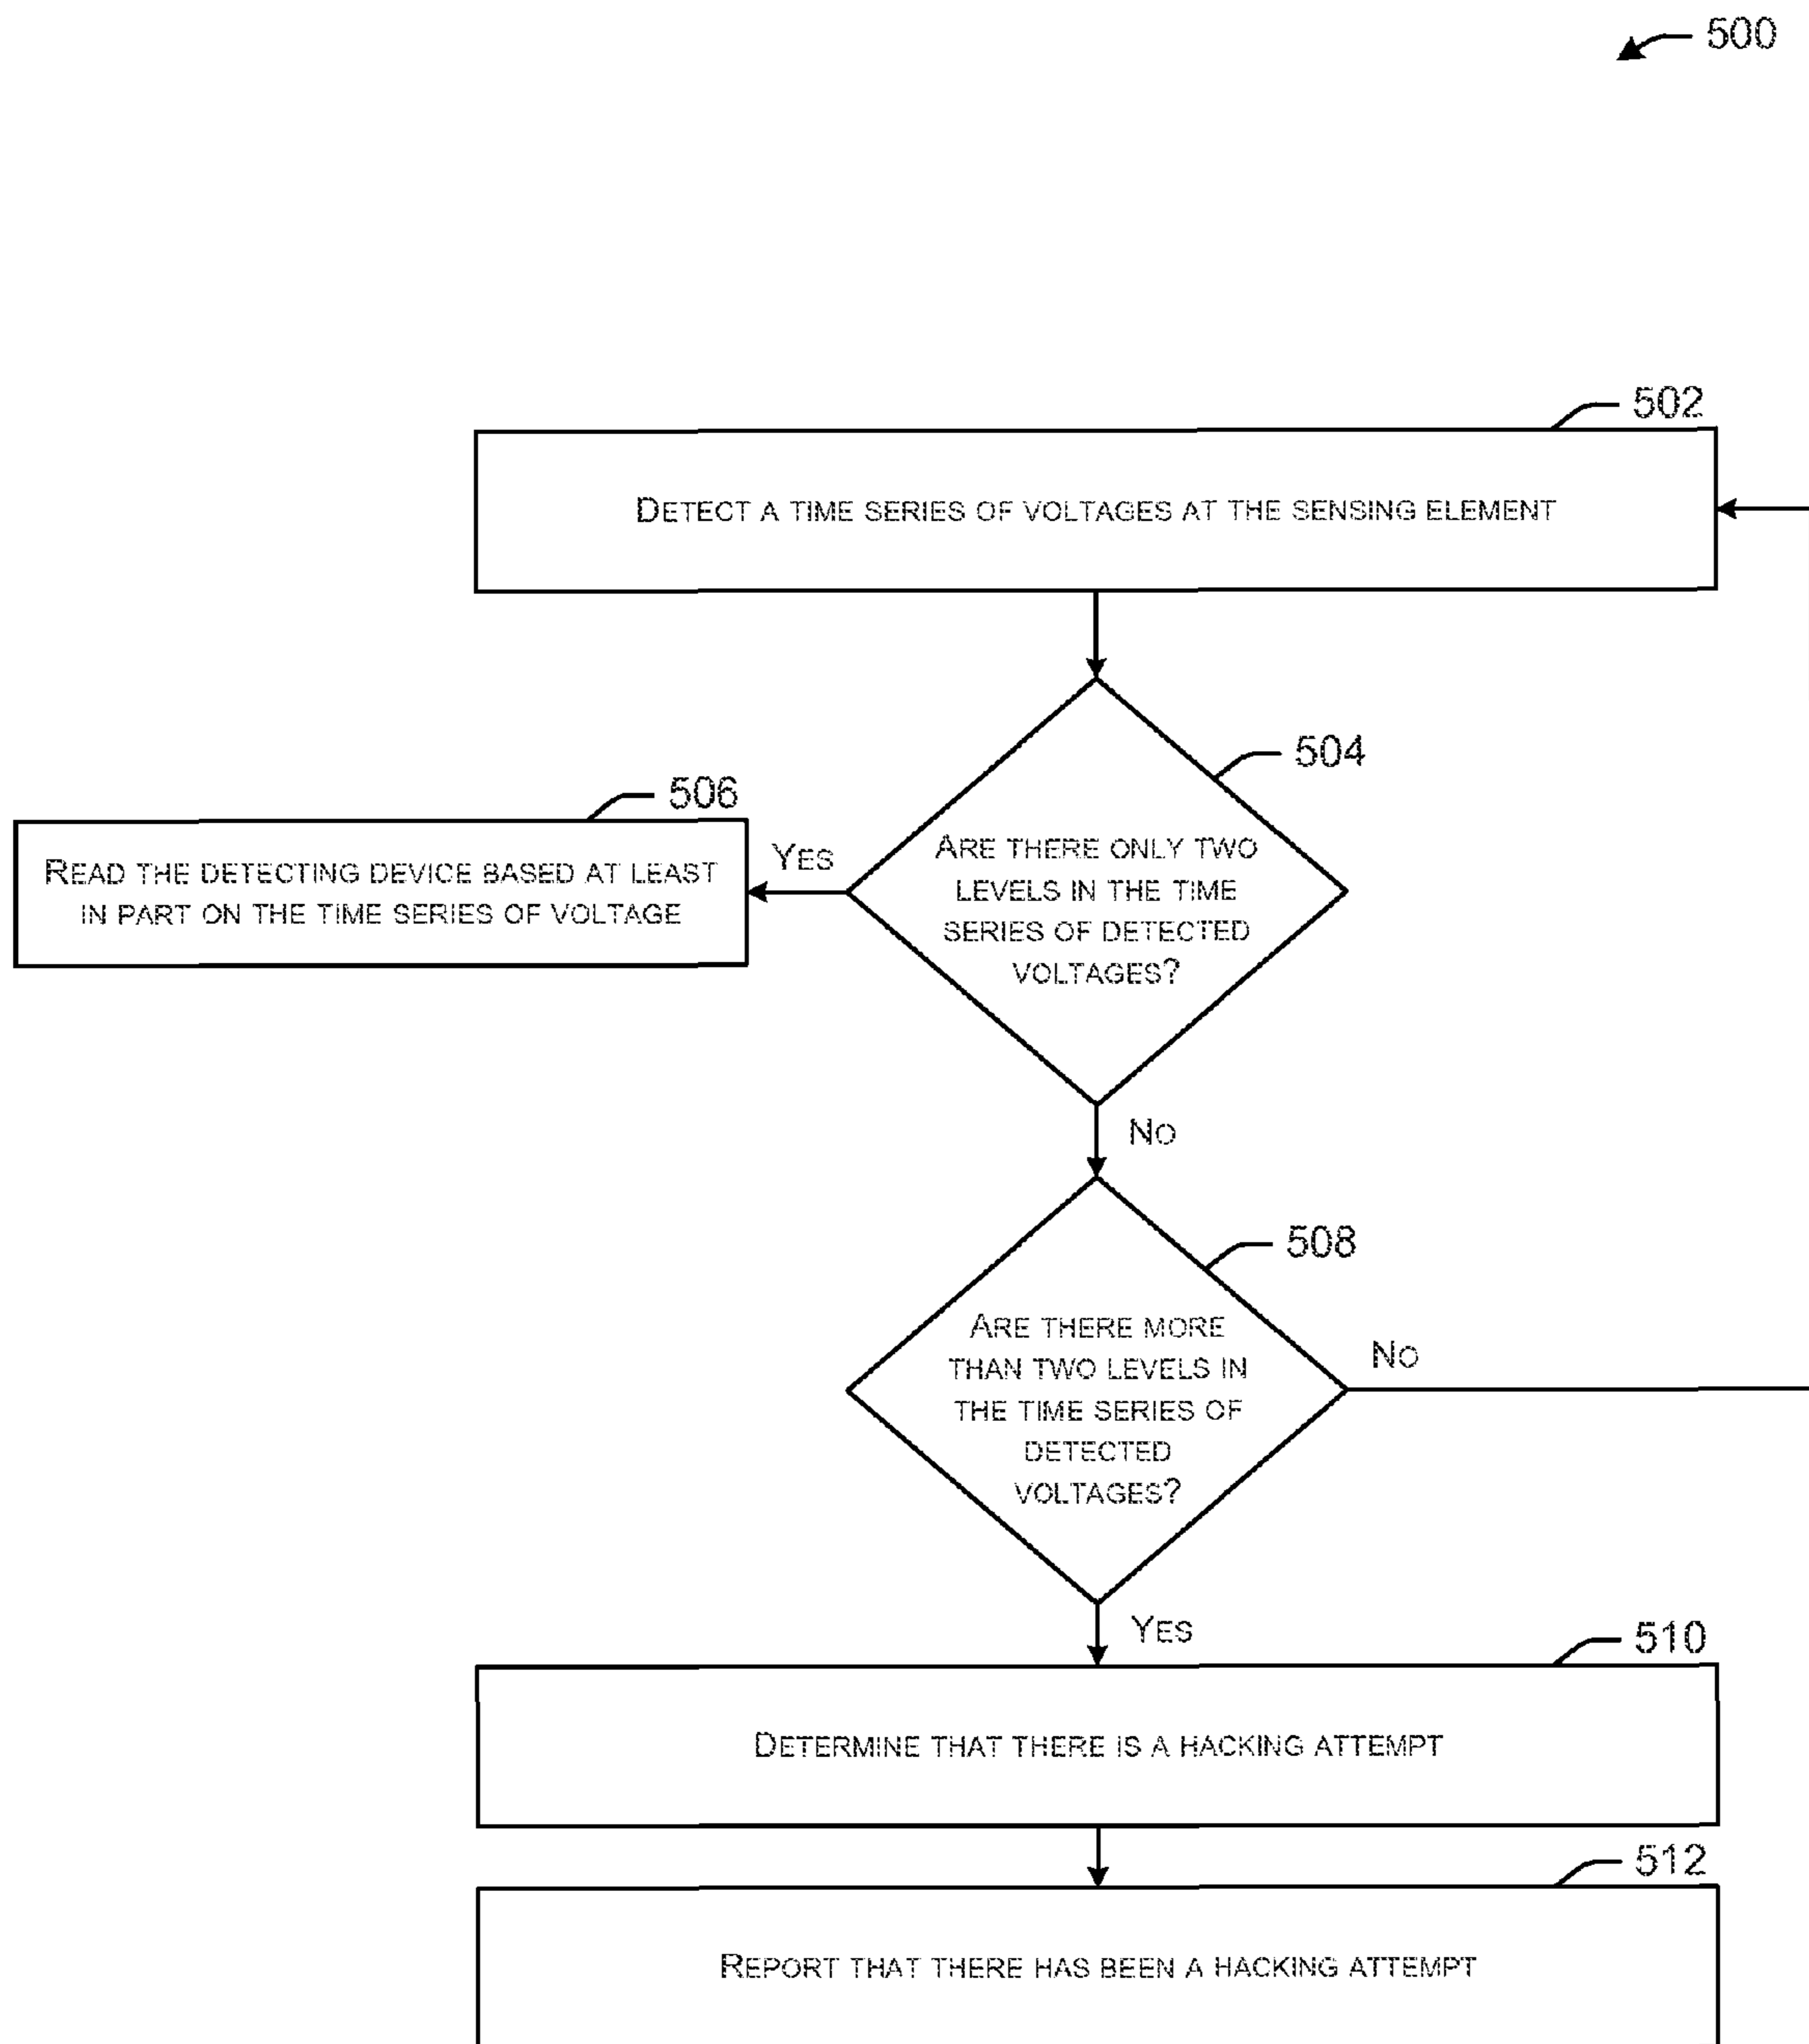 500
502
DETECT A TIME SERIES OF VOLTAGES AT THE SENSING ELEMENT
504
506
ARE THERE ONLY TWO
LEVELS IN THE TIME
SERIES OF DETECTED
VOLTAGES?
YES
READ THE DETECTING DEVICE BASED AT LEAST
IN PART ON THE TIME SERIES OF VOLTAGE
NO
508
ARE THERE MORE
THAN TWO LEVELS IN
THE TIME SERIES OF
DETECTED
VOLTAGES?
NO
YES
510
DETERMINE THAT THERE IS A HACKING ATTEMPT
512
REPORT THAT THERE HAS BEEN A HACKING ATTEMPT